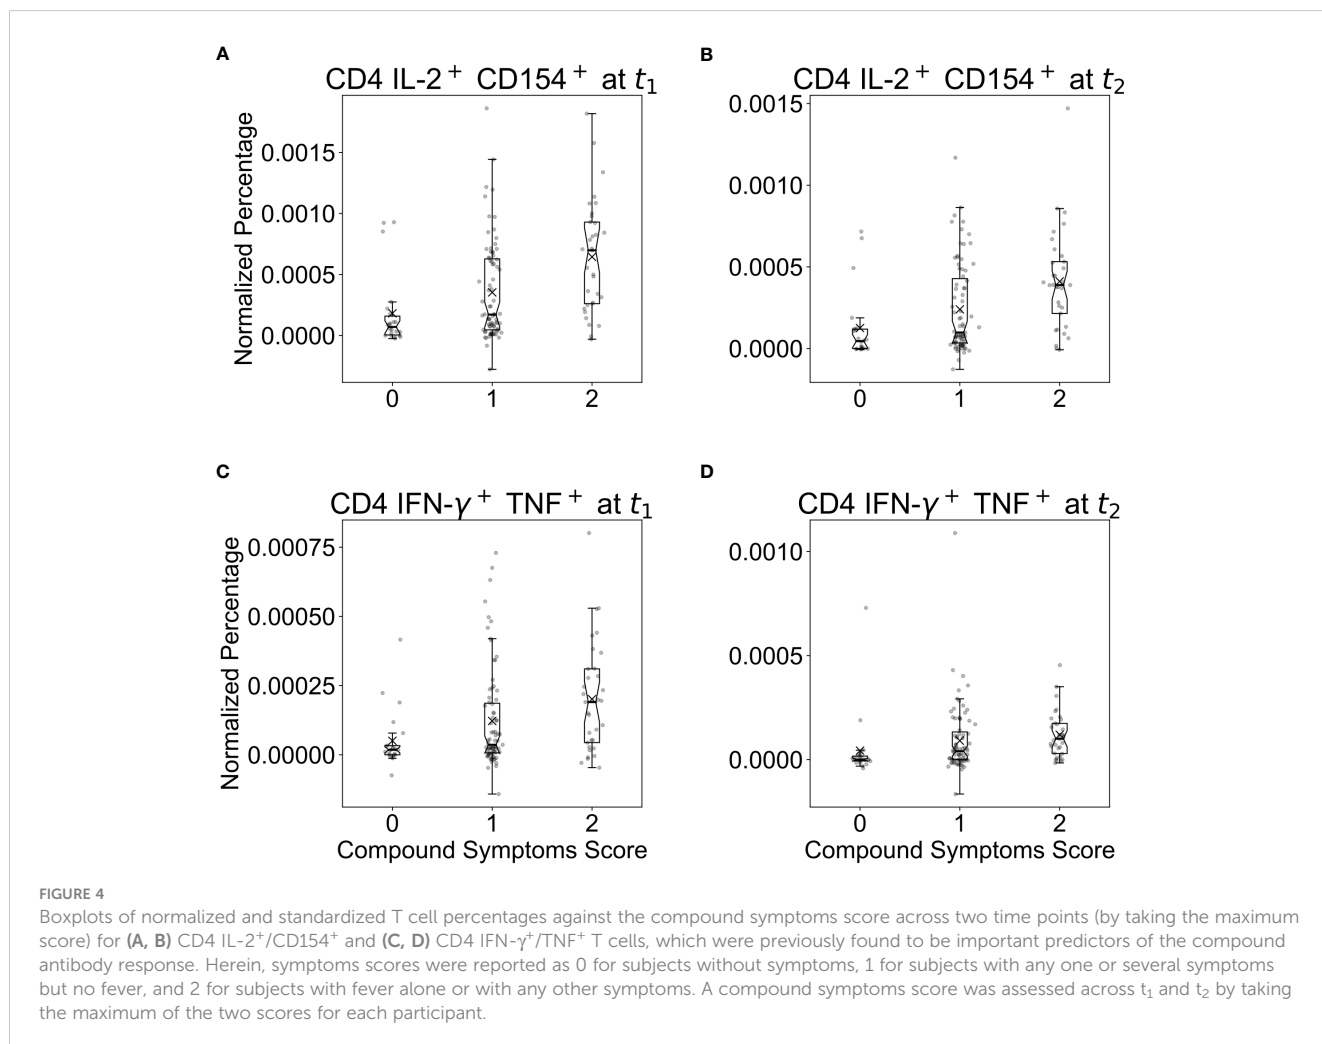 A
CD4 IL-2⁺ CD154⁺ at t₁
Normalized Percentage
0.0015
0.0010
0.0005
0.0000
0 1 2
B
CD4 IL-2⁺ CD154⁺ at t₂
0.0015
0.0010
0.0005
0.0000
0 1 2
C
CD4 IFN-γ⁺ TNF⁺ at t₁
Normalized Percentage
0.00075
0.00050
0.00025
0.00000
0 1 2
Compound Symptoms Score
D
CD4 IFN-γ⁺ TNF⁺ at t₂
0.0010
0.0005
0.0000
0 1 2
Compound Symptoms Score
FIGURE 4
Boxplots of normalized and standardized T cell percentages against the compound symptoms score across two time points (by taking the maximum
score) for (A, B) CD4 IL-2⁺/CD154⁺ and (C, D) CD4 IFN-γ⁺/TNF⁺ T cells, which were previously found to be important predictors of the compound
antibody response. Herein, symptoms scores were reported as 0 for subjects without symptoms, 1 for subjects with any one or several symptoms
but no fever, and 2 for subjects with fever alone or with any other symptoms. A compound symptoms score was assessed across t₁ and t₂ by taking
the maximum of the two scores for each participant.